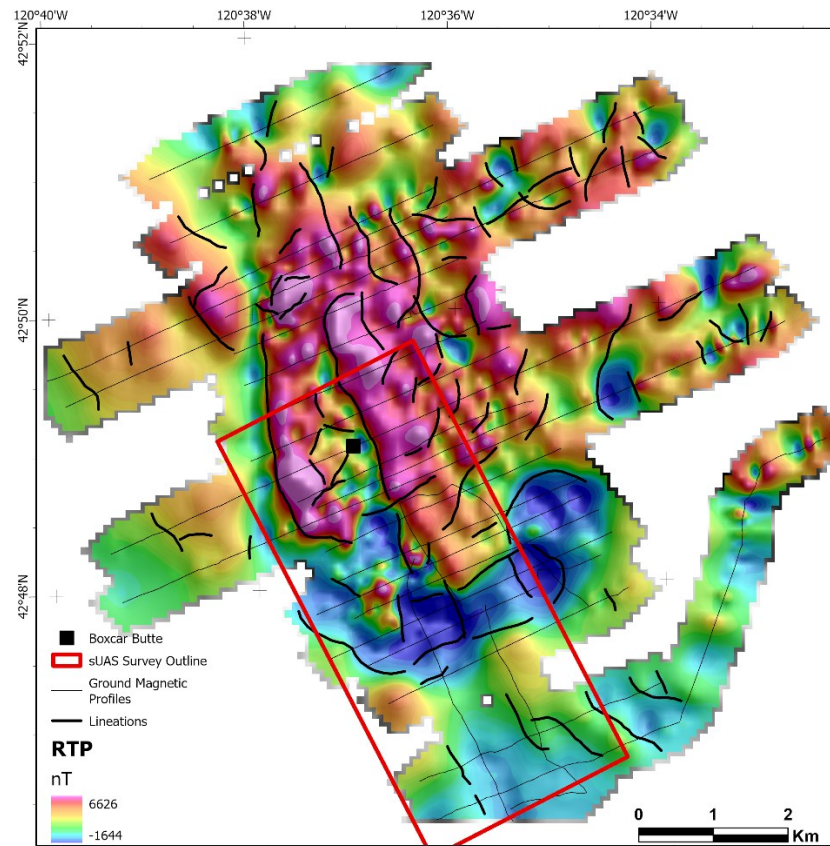 120°40'W 120°38'W 120°36'W 120°34'W
42°52'N
42°50'N
42°48'N
Boxcar Butte
sUAS Survey Outline
Ground Magnetic
Profiles
Lineations
RTP
nT
6626
-1644
0 1 2
Km